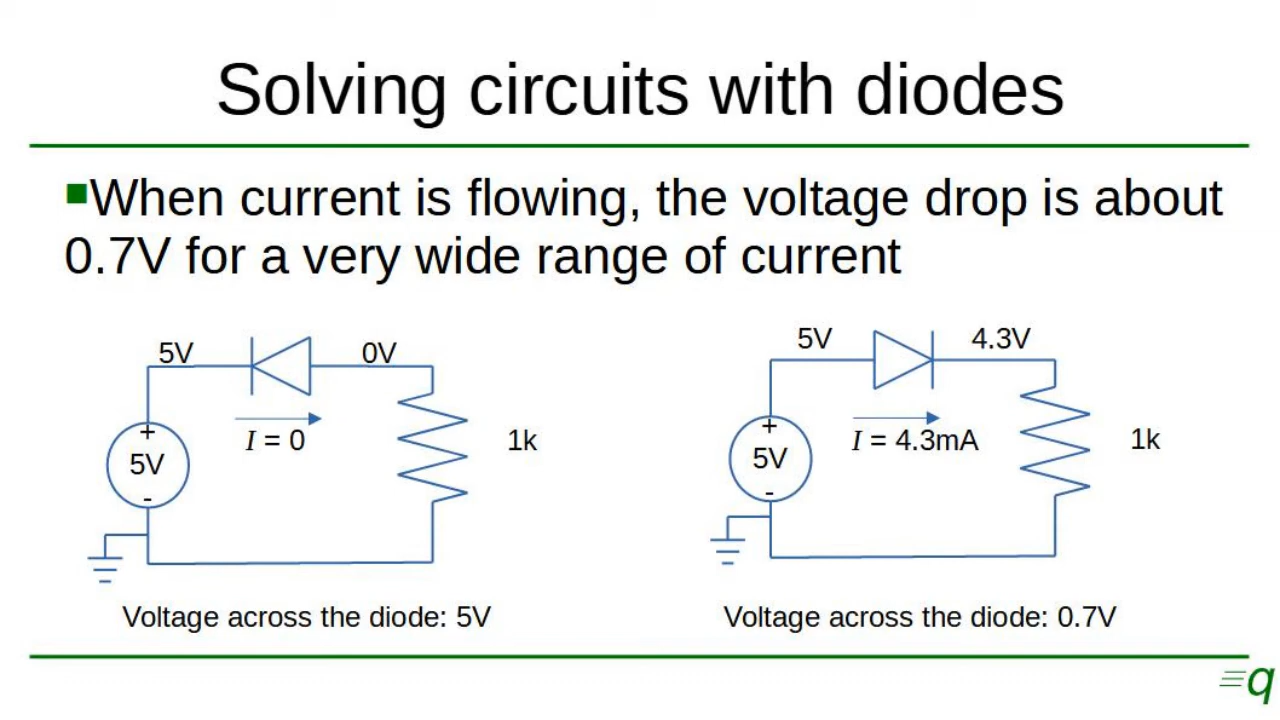 Solving circuits with diodes
■When current is flowing, the voltage drop is about
0.7V for a very wide range of current
5V
0V
I = 0
+
5V
-
1k
Voltage across the diode: 5V
5V
4.3V
I = 4.3mA
+
5V
-
1k
Voltage across the diode: 0.7V
q